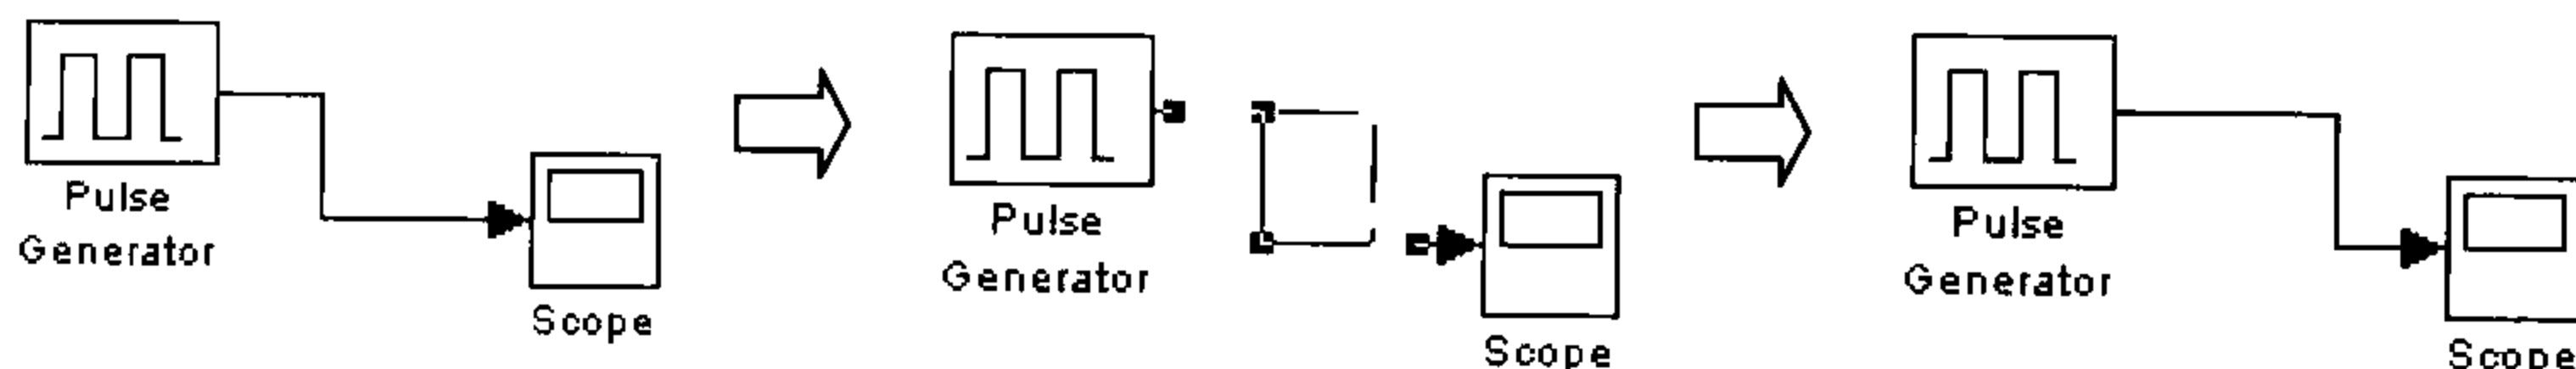 Pulse
Generator
Scope
Pulse
Generator
Scope
Pulse
Generator
Scope